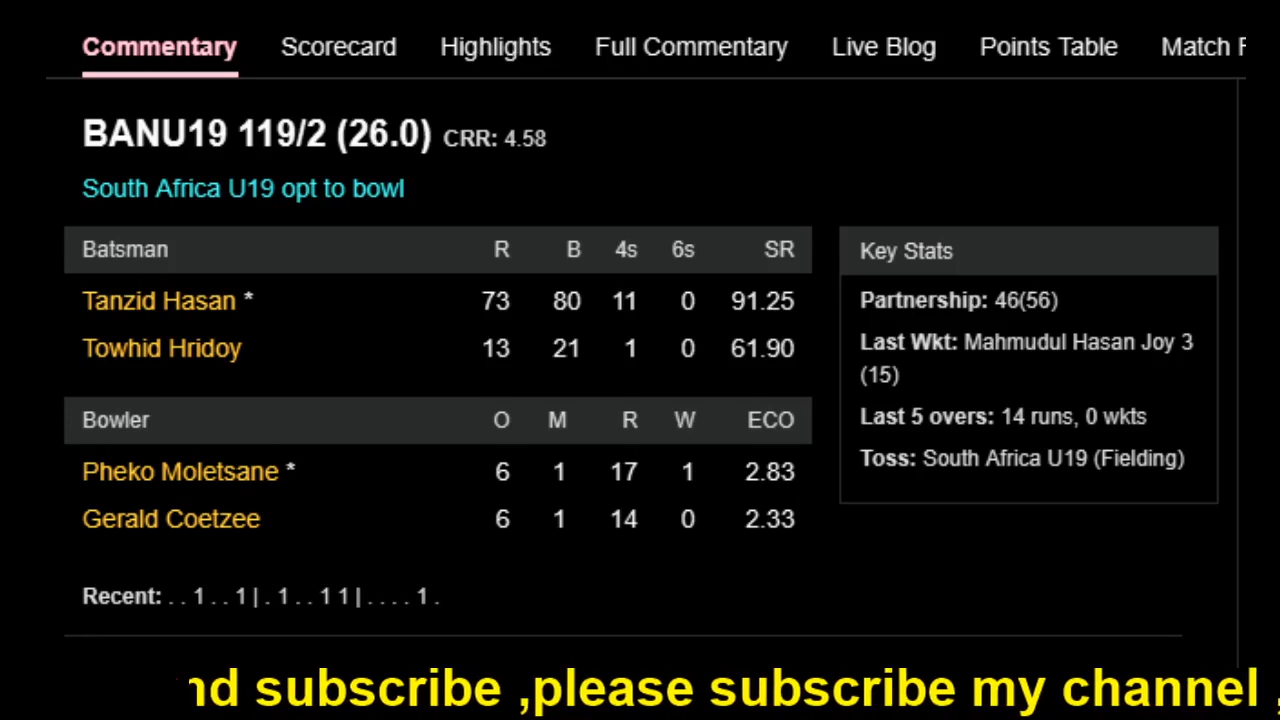 Commentary Scorecard Highlights Full Commentary Live Blog Points Table Match
BANU19 119/2 (26.0) CRR: 4.58
South Africa U19 opt to bowl
Batsman R B 4s 6s SR
Tanzid Hasan * 73 80 11 0 91.25
Towhid Hridoy 13 21 1 0 61.90
Bowler O M R W ECO
Pheko Moletsane * 6 1 17 1 2.83
Gerald Coetzee 6 1 14 0 2.33
Key Stats
Partnership: 46(56)
Last Wkt: Mahmudul Hasan Joy 3
(15)
Last 5 overs: 14 runs, 0 wkts
Toss: South Africa U19 (Fielding)
Recent: . . 1 . . 1 | . 1 . . 1 1 | . . . . 1 .
subscribe ,please subscribe my channel